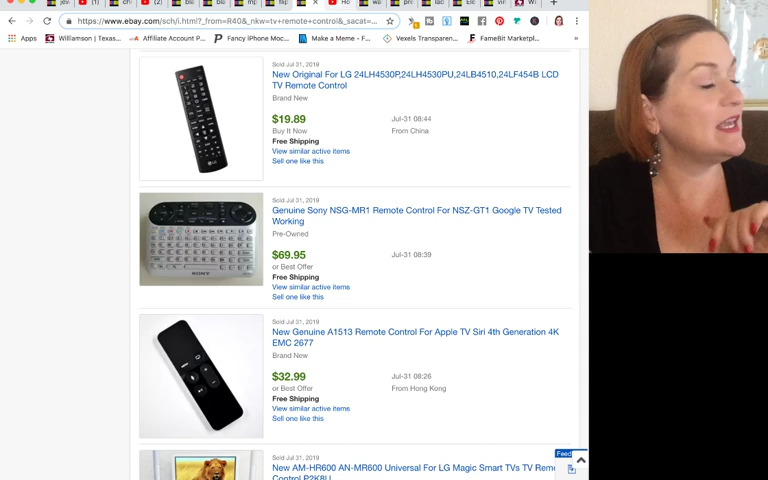 https://www.ebay.com/sch/i.html?_from=R40&_nkw=tv+remote+control&_sacat=...
Apps
Williamson | Texas...
Affiliate Account P...
Fancy iPhone Moc...
Make a Meme - F...
Vexels Transparen...
FameBit Marketpl...
Sold Jul 31, 2019
New Original For LG 24LH4530P,24LH4530PU,24LB4510,24LF454B LCD
TV Remote Control
Brand New
$19.89
Jul-31 08:44
Buy It Now
From China
Free Shipping
View similar active items
Sell one like this
Sold Jul 31, 2019
Genuine Sony NSG-MR1 Remote Control For NSZ-GT1 Google TV Tested
Working
Pre-Owned
$69.95
Jul-31 08:39
or Best Offer
Free Shipping
View similar active items
Sell one like this
SONY
Sold Jul 31, 2019
New Genuine A1513 Remote Control For Apple TV Siri 4th Generation 4K
EMC 2677
Brand New
$32.99
Jul-31 08:26
or Best Offer
From Hong Kong
Free Shipping
View similar active items
Sell one like this
Feed
Sold Jul 31, 2019
New AM-HR600 AN-MR600 Universal For LG Magic Smart TVs TV Remo